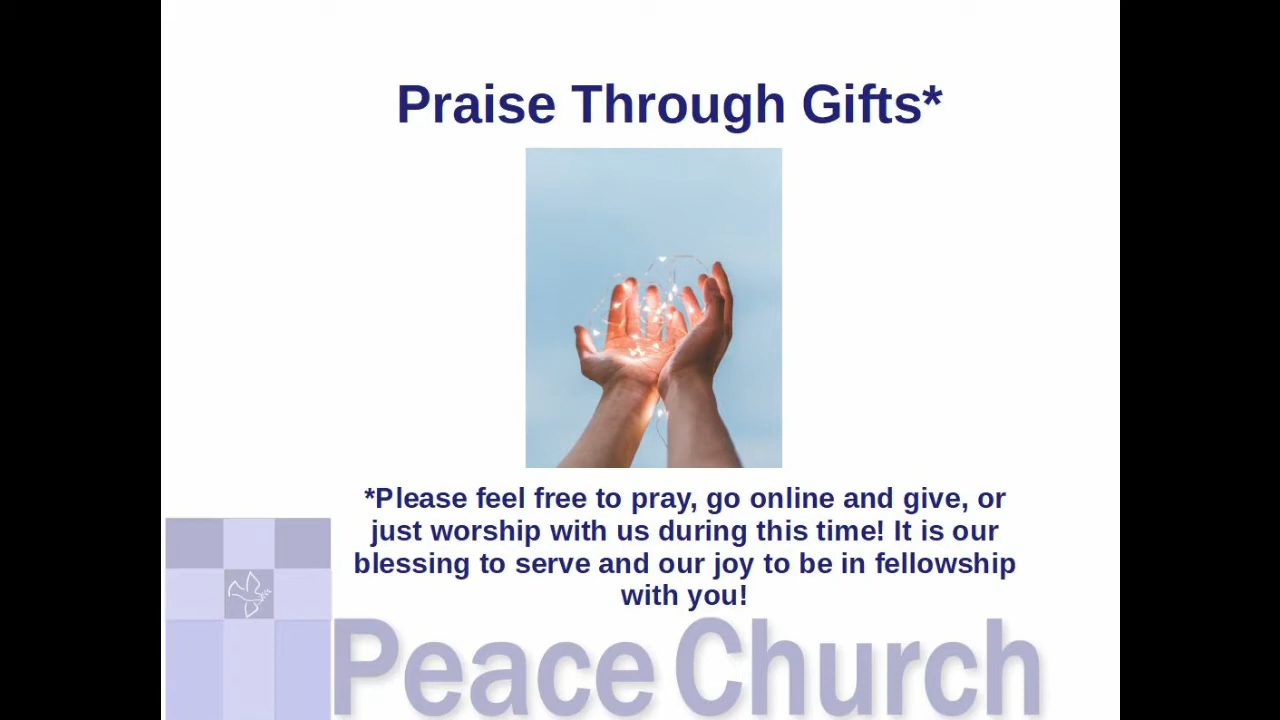 Praise Through Gifts*
*Please feel free to pray, go online and give, or
just worship with us during this time! It is our
blessing to serve and our joy to be in fellowship
with you!
Peace Church